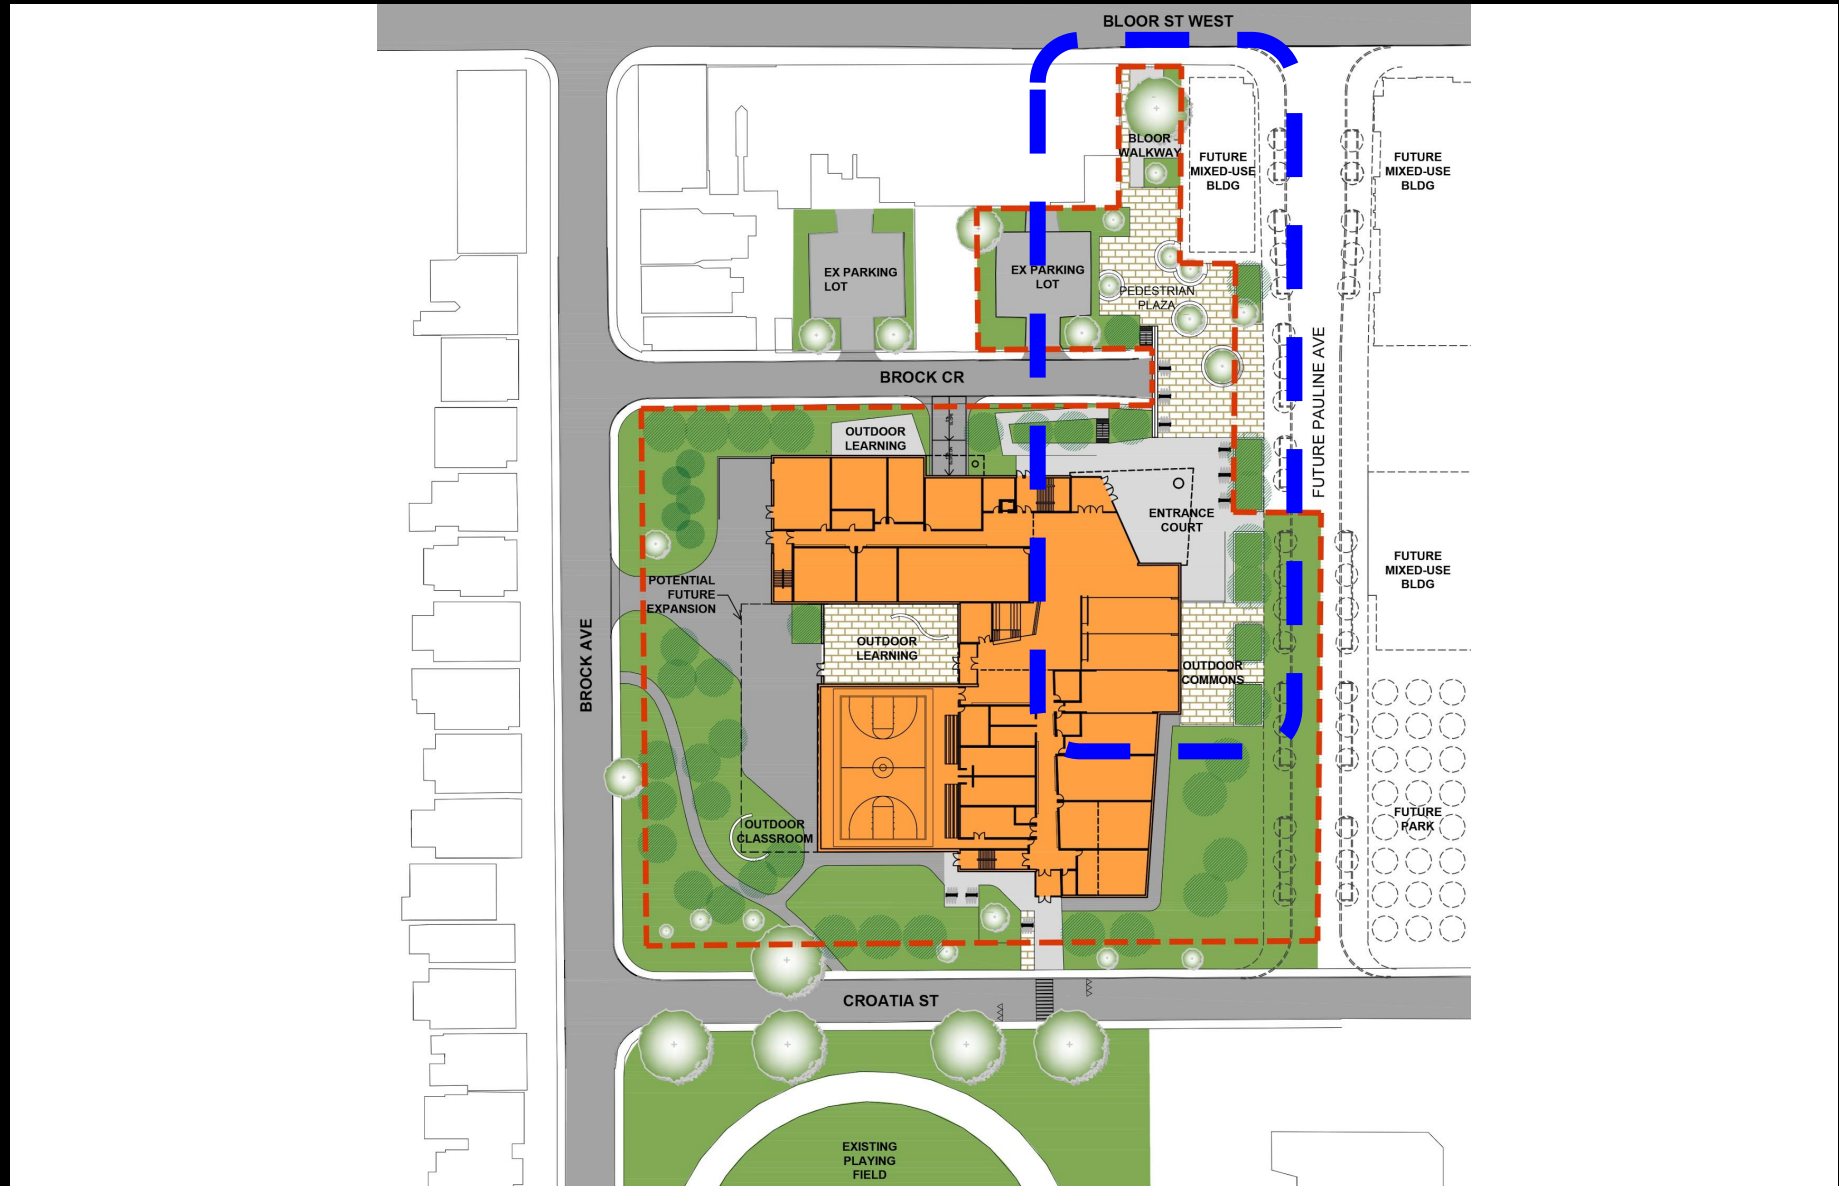 BLOOR ST WEST
BLOOR
WALKWAY
FUTURE
MIXED-USE
BLDG
FUTURE
MIXED-USE
BLDG
EX PARKING
LOT
EX PARKING
LOT
PEDESTRIAN
PLAZA
FUTURE PAULINE AVE
BROCK CR
OUTDOOR
LEARNING
ENTRANCE
COURT
FUTURE
MIXED-USE
BLDG
POTENTIAL
FUTURE
EXPANSION
BROCK AVE
OUTDOOR
LEARNING
OUTDOOR
COMMONS
OUTDOOR
CLASSROOM
FUTURE
PARK
CROATIA ST
EXISTING
PLAYING
FIELD